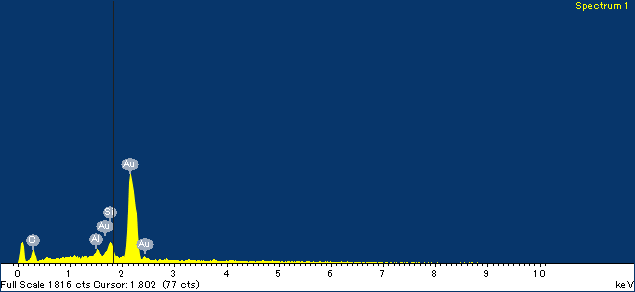 Spectrum 1
Au
Si
Au
C
Al
Au
0 1 2 3 4 5 6 7 8 9 10
Full Scale 1816 cts Cursor: 1.802 (77 cts) keV